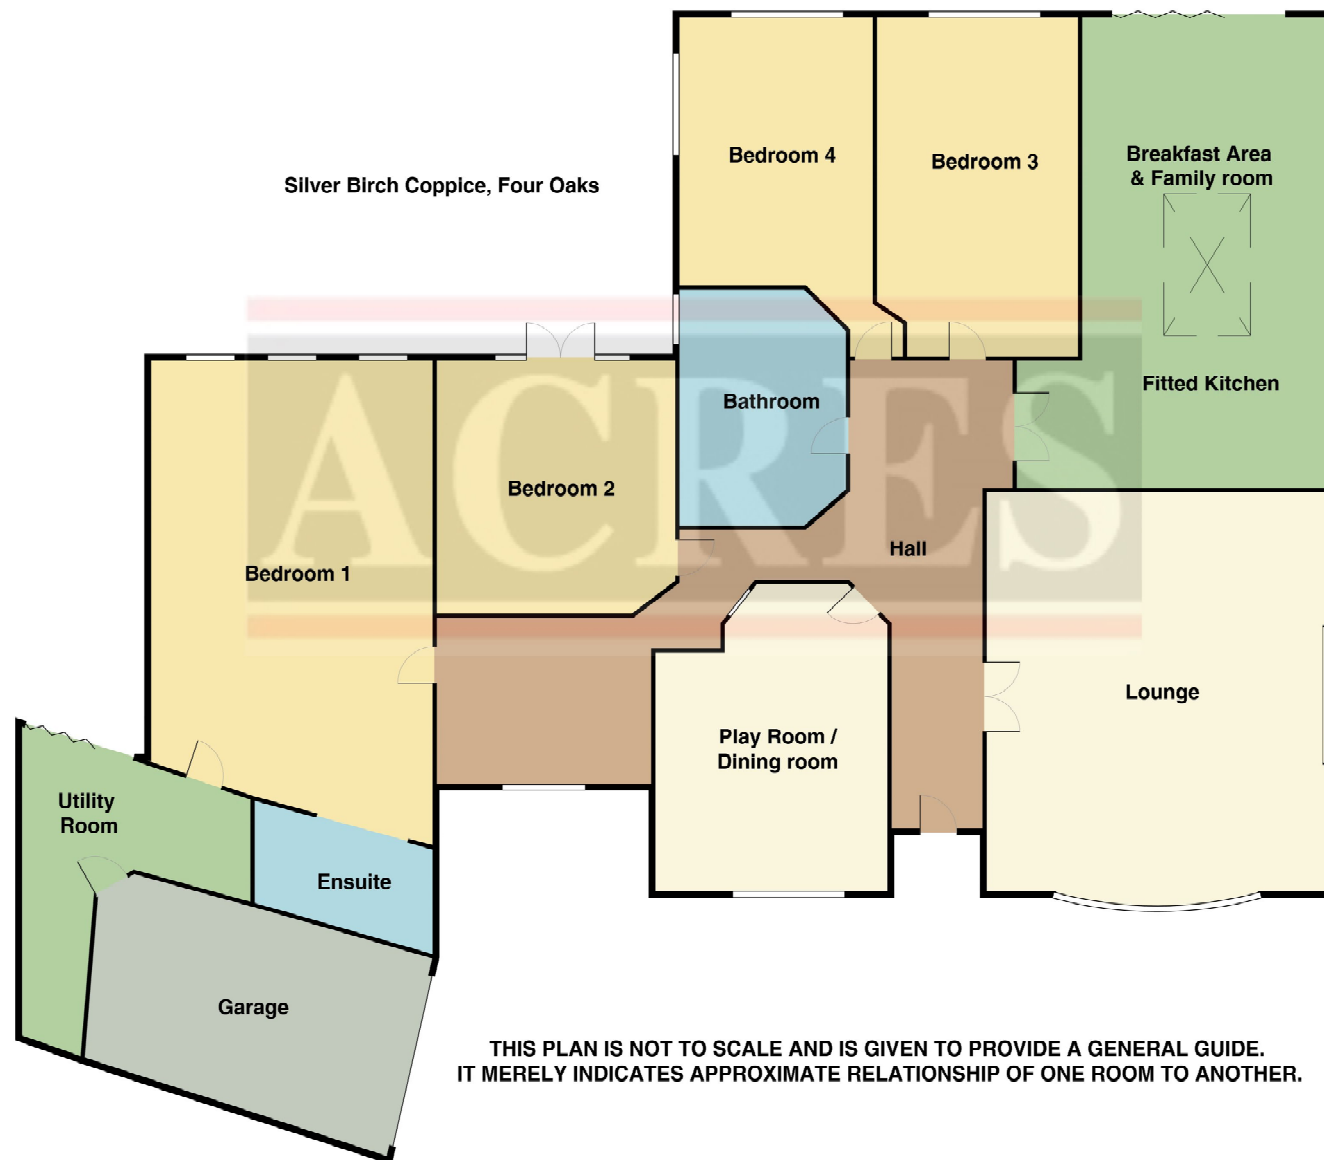 Silver Birch Coppice, Four Oaks
Bedroom 4
Bedroom 3
Breakfast Area
& Family room
Fitted Kitchen
Bathroom
ACRES
Bedroom 2
Hall
Bedroom 1
Lounge
Play Room /
Dining room
Utility
Room
Ensuite
Garage
THIS PLAN IS NOT TO SCALE AND IS GIVEN TO PROVIDE A GENERAL GUIDE.
IT MERELY INDICATES APPROXIMATE RELATIONSHIP OF ONE ROOM TO ANOTHER.